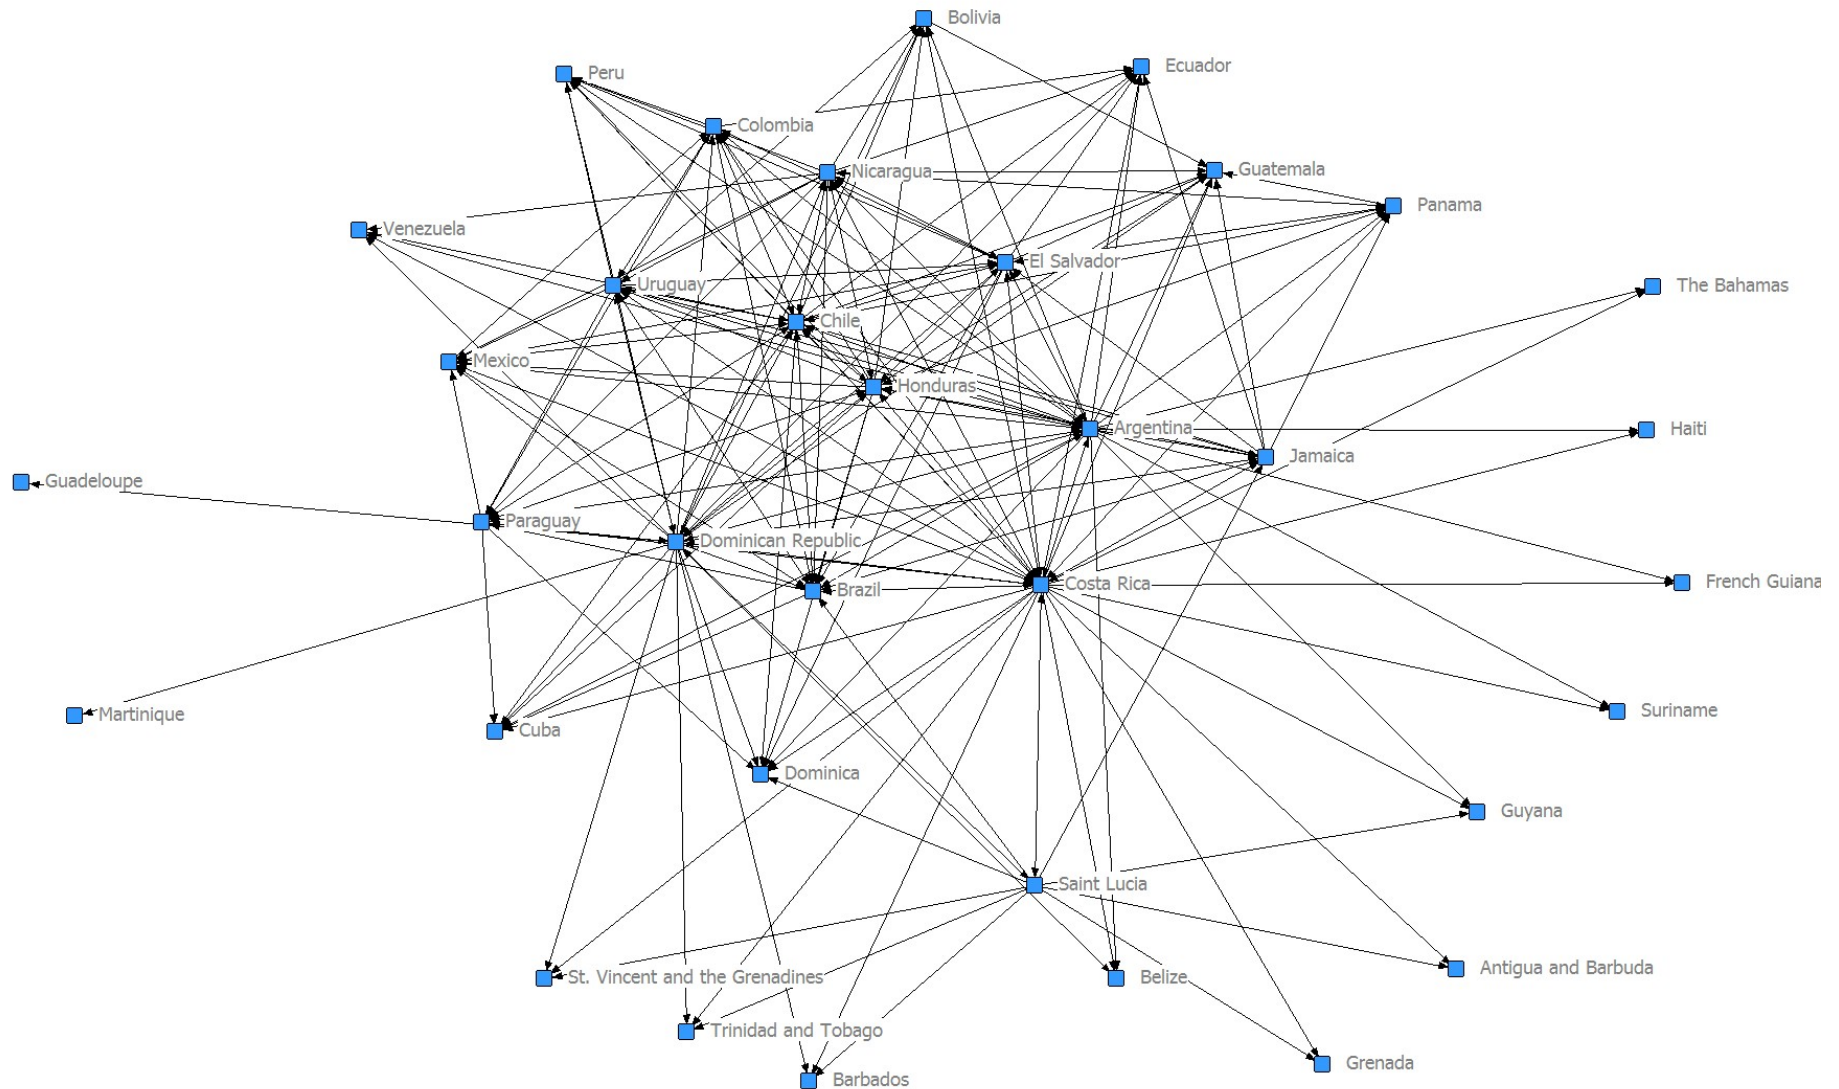 Bolivia
Ecuador
Peru
Colombia
Nicaragua
Guatemala
Panama
Venezuela
El Salvador
Uruguay
The Bahamas
Chile
Mexico
Honduras
Argentina
Haiti
Jamaica
Guadeloupe
Paraguay
Dominican Republic
Brazil
Costa Rica
French Guiana
Martinique
Cuba
Suriname
Dominica
Guyana
Saint Lucia
St. Vincent and the Grenadines
Belize
Antigua and Barbuda
Trinidad and Tobago
Grenada
Barbados